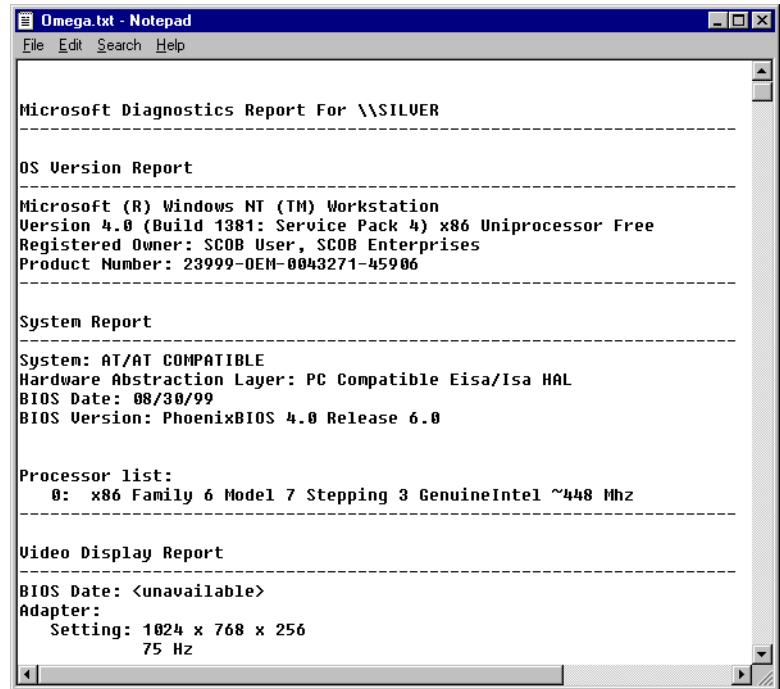 Omega.txt - Notepad
File Edit Search Help
Microsoft Diagnostics Report For \\SILVER
--------------------------------------------------------------------------------
OS Version Report
--------------------------------------------------------------------------------
Microsoft (R) Windows NT (TM) Workstation
Version 4.0 (Build 1381: Service Pack 4) x86 Uniprocessor Free
Registered Owner: SCOB User, SCOB Enterprises
Product Number: 23999-OEM-0043271-45906
--------------------------------------------------------------------------------
System Report
--------------------------------------------------------------------------------
System: AT/AT COMPATIBLE
Hardware Abstraction Layer: PC Compatible Eisa/Isa HAL
BIOS Date: 08/30/99
BIOS Version: PhoenixBIOS 4.0 Release 6.0
Processor list:
0: x86 Family 6 Model 7 Stepping 3 GenuineIntel ~448 Mhz
--------------------------------------------------------------------------------
Video Display Report
--------------------------------------------------------------------------------
BIOS Date: <unavailable>
Adapter:
Setting: 1024 x 768 x 256
75 Hz